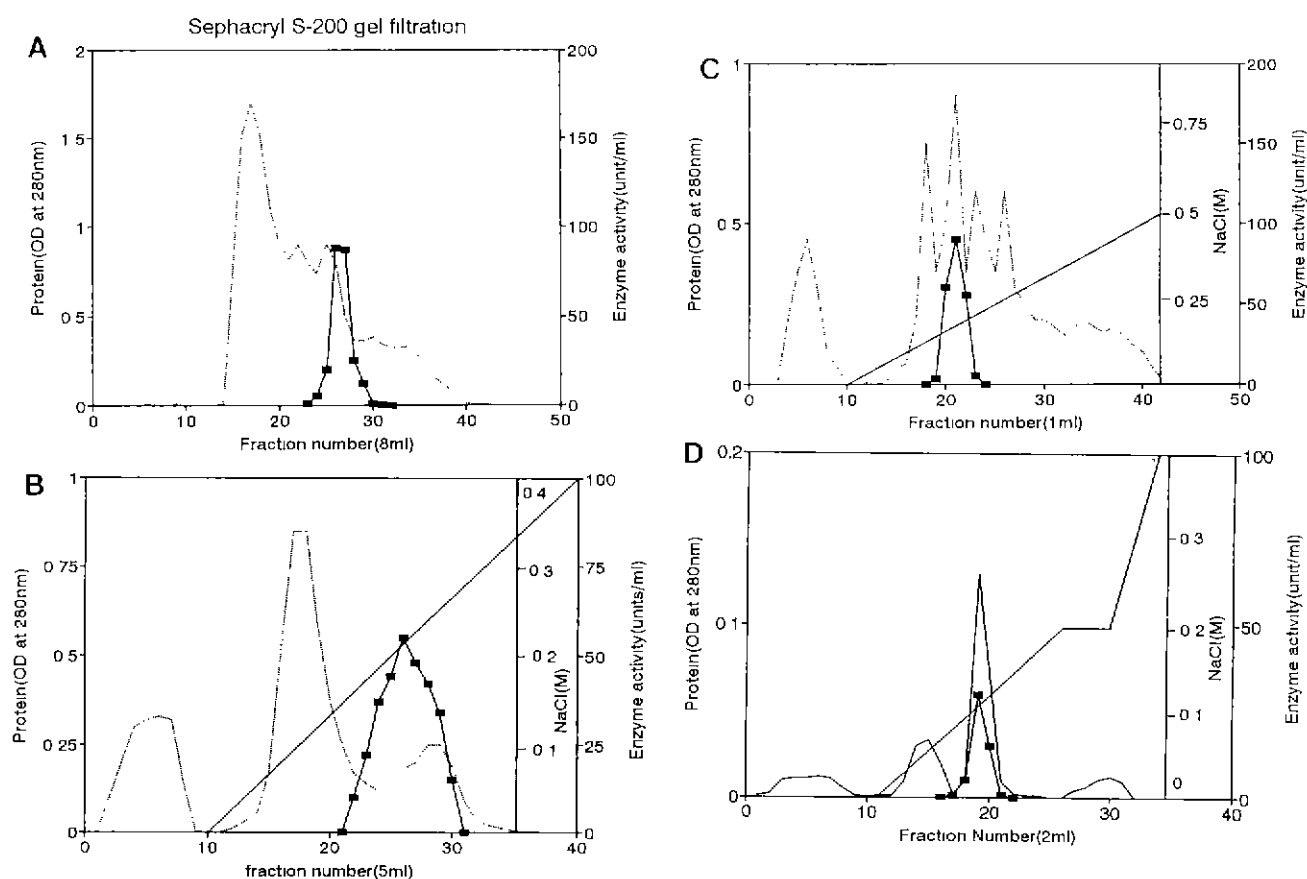 Sephacryl S-200 gel filtration
A
2
1 5
1
0 5
0
Protein(OD at 280nm)
200
150
100
50
0
Enzyme activity(unit/ml)
0 10 20 30 40 50
Fraction number(8ml)
B
1
0.75
0.5
0 25
0
Protein(OD at 280nm)
0 4
0 3
0 2
0 1
NaCl(M)
100
75
50
25
0
Enzyme activity(units/ml)
0 10 20 30 40
fraction number(5ml)
C
1
0.5
0
Protein(OD at 280nm)
0.75
0 5
0.25
0
NaCl(M)
200
150
100
50
0
Enzyme activity(unit/ml)
0 10 20 30 40 50
Fraction number(1ml)
D
0.2
0 1
0
Protein(OD at 280nm)
0 3
0 2
0 1
0
NaCl(M)
100
50
0
Enzyme activity(unit/ml)
0 10 20 30 40
Fraction Number(2ml)